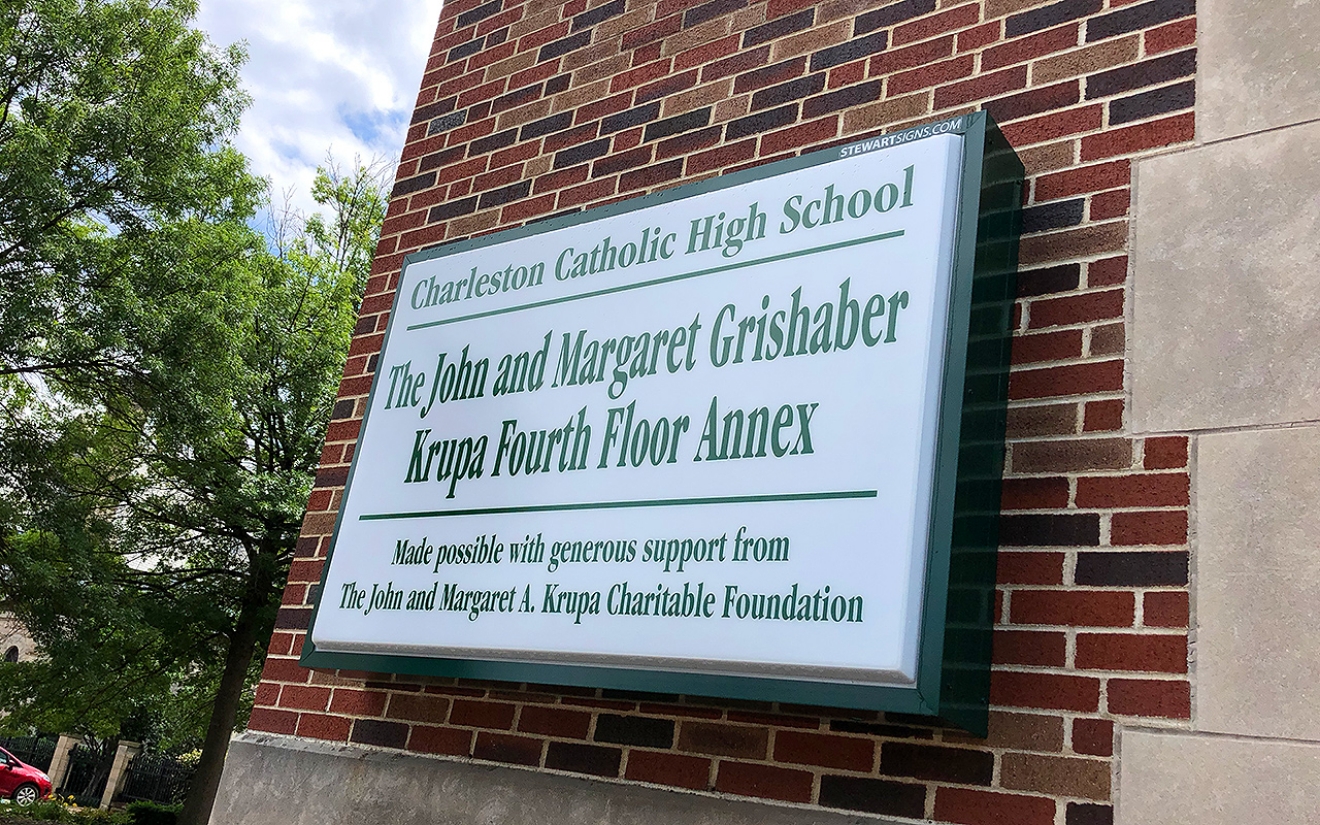 STEWARTSIGNS.COM
Charleston Catholic High School
The John and Margaret Grishaber
Krupa Fourth Floor Annex
Made possible with generous support from
The John and Margaret A. Krupa Charitable Foundation